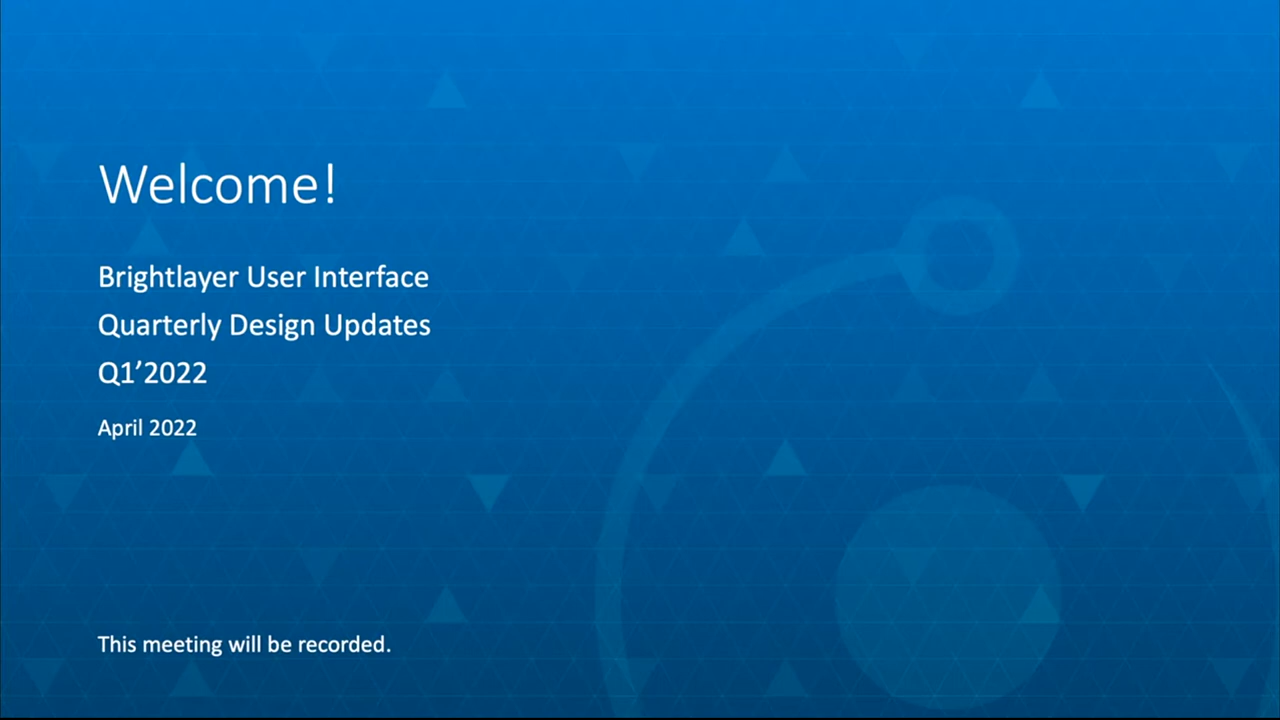 Welcome!
Brightlayer User Interface
Quarterly Design Updates
Q1’2022
April 2022
This meeting will be recorded.